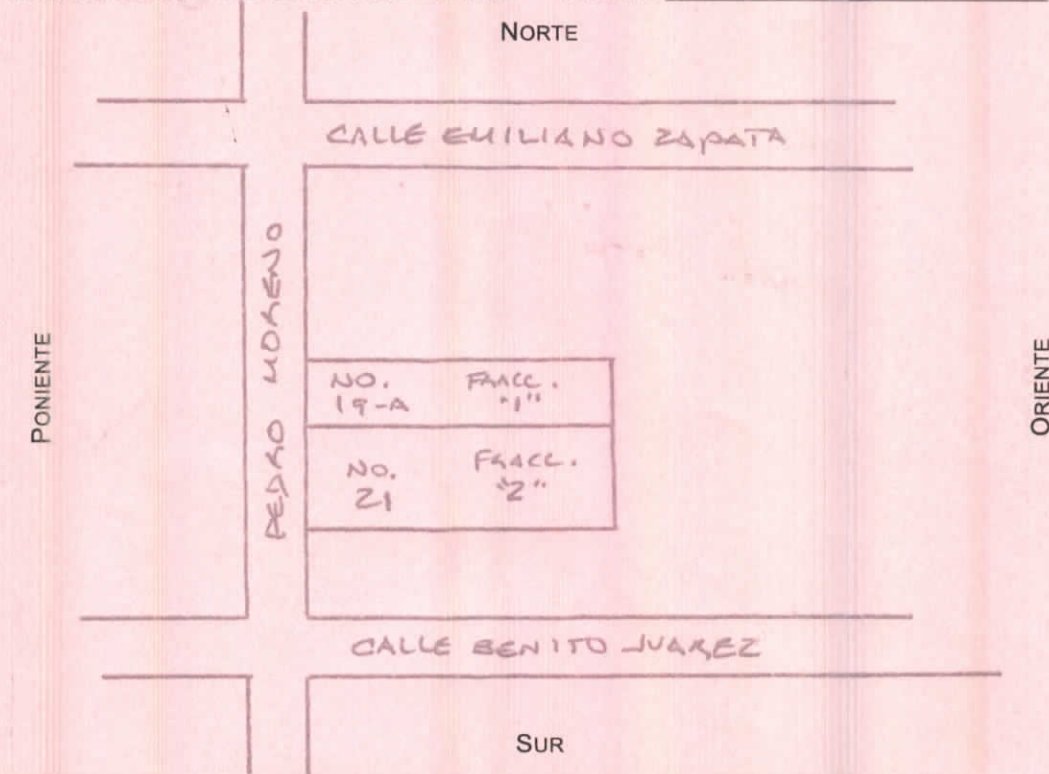 NORTE
CALLE EMILIANO ZAPATA
PONIENTE
PEDRO MORENO
ORIENTE
NO. FRACC.
19-A "1"
NO. FRACC.
21 "2"
CALLE BENITO JUAREZ
SUR